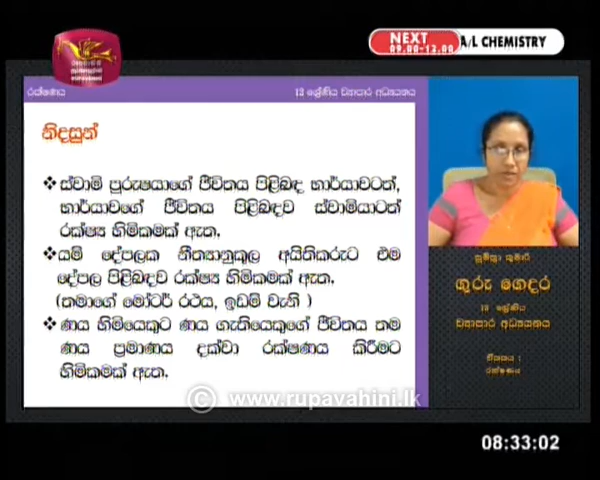 NEXT
09.00-12.00
A/L CHEMISTRY
රක්ෂණය
13 ශ්‍රේණිය ව්‍යාපාර අධ්‍යයනය
නිදසුන්
❖ ස්වාමි පුරුෂයාගේ ජීවිතය පිළිබඳ භාර්යාවටත්,
භාර්යාවගේ ජීවිතය පිළිබඳව ස්වාමියාටත්
රක්ෂ්‍ය හිමිකමක් ඇත.
❖ යම් දේපලක නීත්‍යානුකූල අයිතිකරුට එම
දේපල පිළිබඳව රක්ෂ්‍ය හිමිකමක් ඇත.
(තමාගේ මෝටර් රථය, ඉඩම් වැනි )
❖ ණය හිමියෙකුට ණය ගැතියෙකුගේ ජීවිතය තම
ණය ප්‍රමාණය දක්වා රක්ෂණය කිරීමට
හිමිකමක් ඇත.
සුමිත්‍රා කුමාරි
ගුරු ගෙදර
13 ශ්‍රේණිය
ව්‍යාපාර අධ්‍යයනය
ඒකකය :
රක්ෂණය
© www.rupavahini.lk
08:33:02